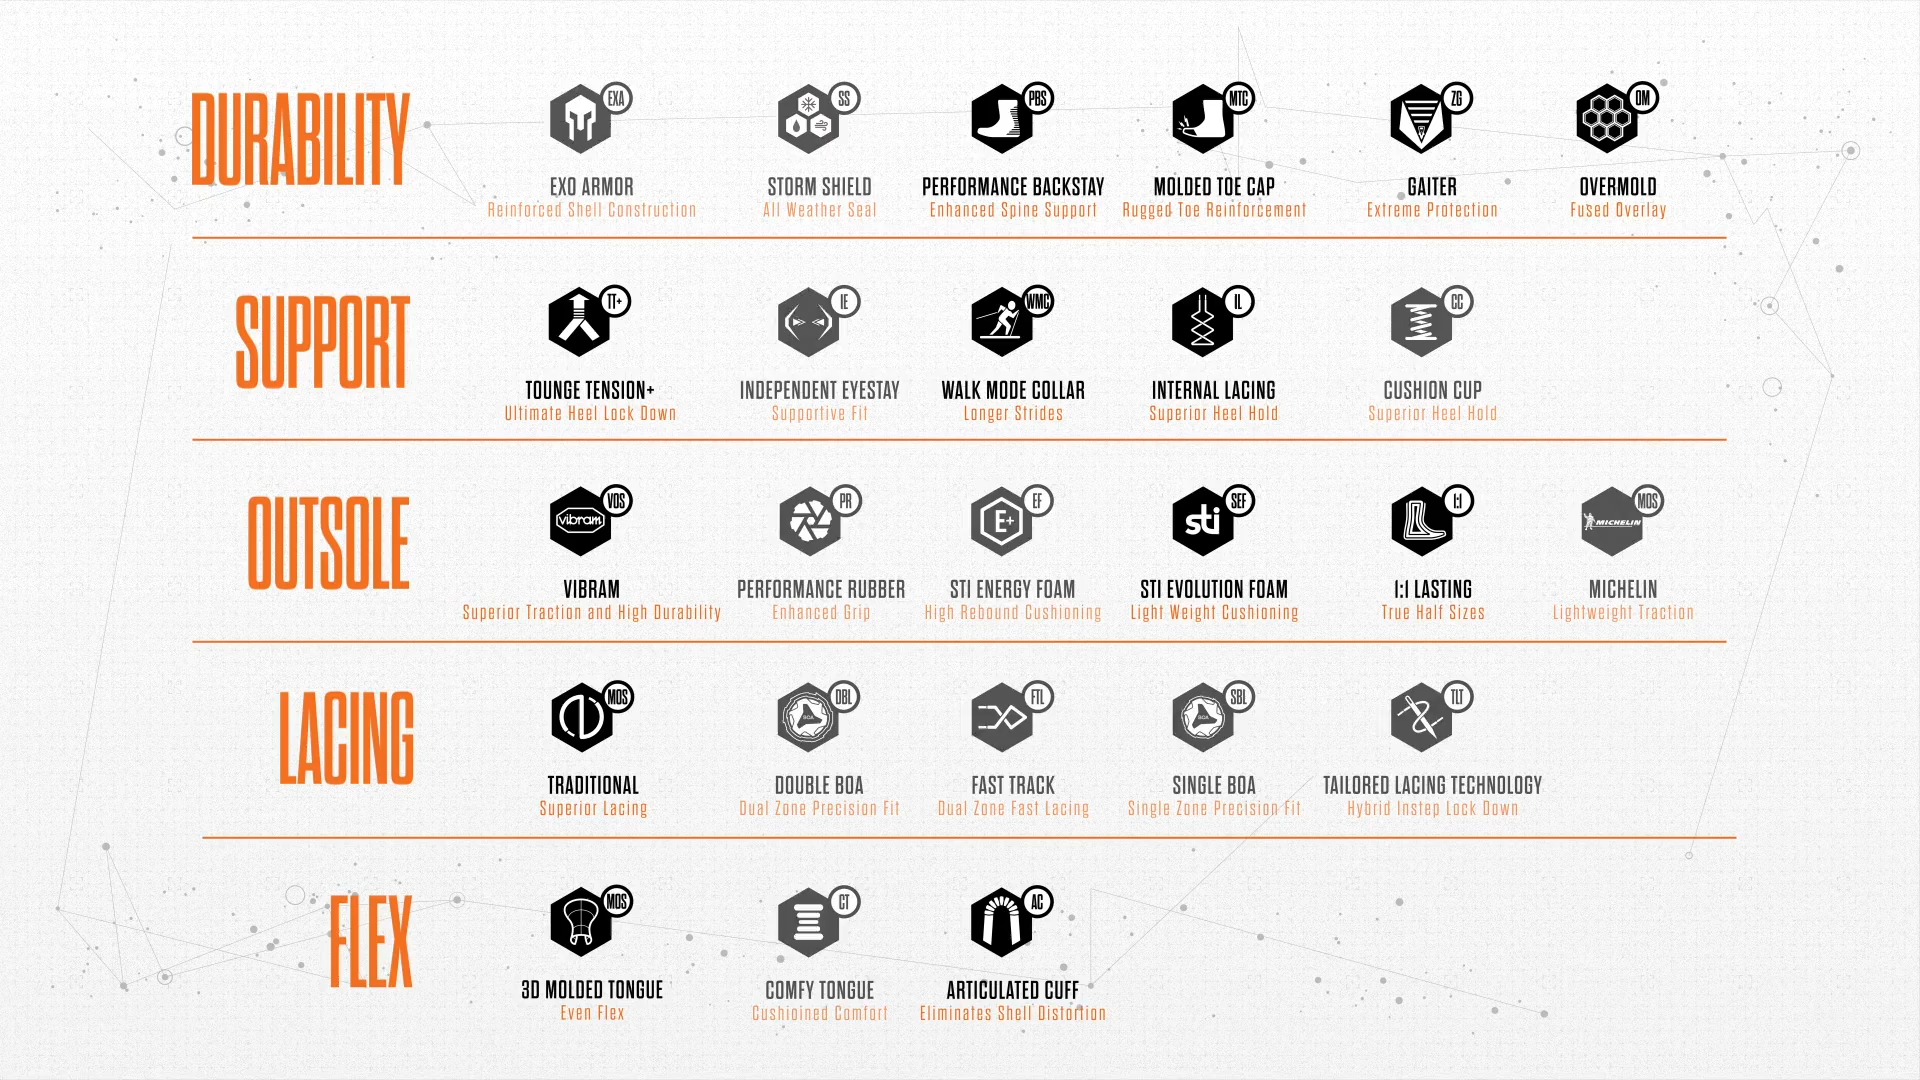 DURABILITY
EXA
SS
PBS
MTC
ZG
OM
EXO ARMOR
STORM SHIELD
PERFORMANCE BACKSTAY
MOLDED TOE CAP
GAITER
OVERMOLD
Reinforced Shell Construction
All Weather Seal
Enhanced Spine Support
Rugged Toe Reinforcement
Extreme Protection
Fused Overlay
SUPPORT
TT+
IE
WMC
IL
CC
TOUNGE TENSION+
INDEPENDENT EYESTAY
WALK MODE COLLAR
INTERNAL LACING
CUSHION CUP
Ultimate Heel Lock Down
Supportive Fit
Longer Strides
Superior Heel Hold
Superior Heel Hold
OUTSOLE
VOS
PR
EF
SEF
1:1
MOS
vibram
E+
sti
MICHELIN
VIBRAM
PERFORMANCE RUBBER
STI ENERGY FOAM
STI EVOLUTION FOAM
1:1 LASTING
MICHELIN
Superior Traction and High Durability
Enhanced Grip
High Rebound Cushioning
Light Weight Cushioning
True Half Sizes
Lightweight Traction
LACING
MOS
DBL
FTL
SBL
TLT
BOA
BOA
TRADITIONAL
DOUBLE BOA
FAST TRACK
SINGLE BOA
TAILORED LACING TECHNOLOGY
Superior Lacing
Dual Zone Precision Fit
Dual Zone Fast Lacing
Single Zone Precision Fit
Hybrid Instep Lock Down
FLEX
MOS
CT
AC
3D MOLDED TONGUE
COMFY TONGUE
ARTICULATED CUFF
Even Flex
Cushioined Comfort
Eliminates Shell Distortion